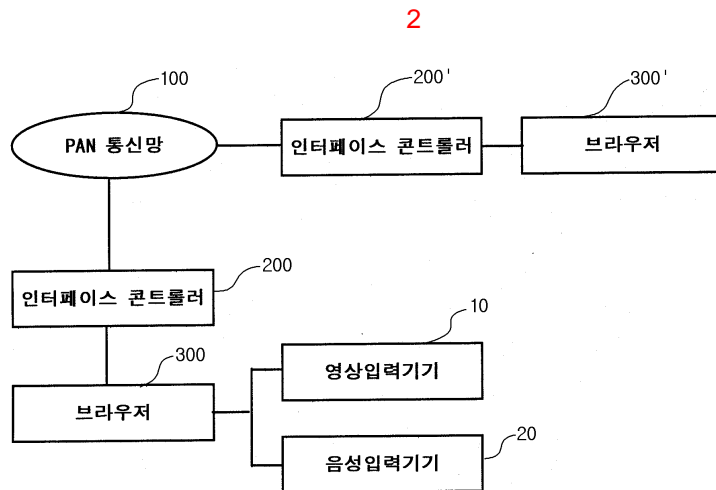 2
100
200'
300'
PAN 통신망
인터페이스 콘트롤러
브라우저
200
인터페이스 콘트롤러
10
300
영상입력기기
브라우저
20
음성입력기기